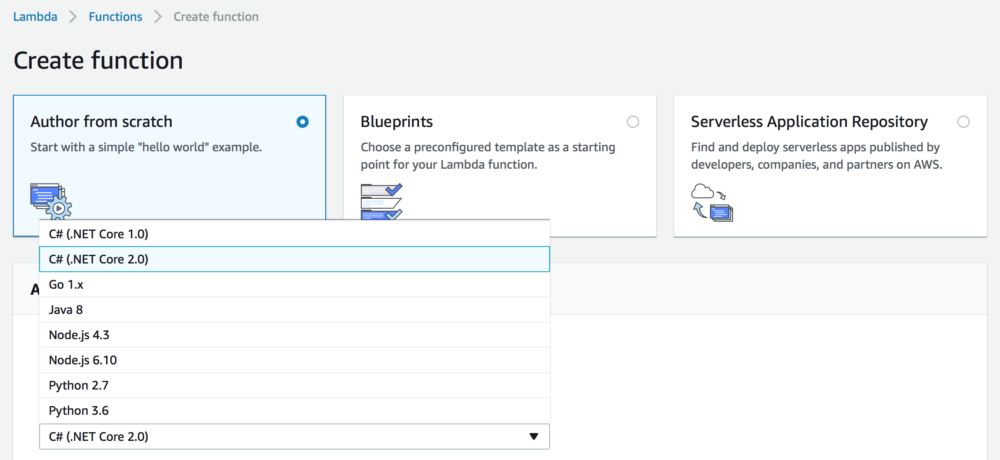 Lambda > Functions > Create function
Create function
Author from scratch
Start with a simple "hello world" example.
Blueprints
Choose a preconfigured template as a starting
point for your Lambda function.
Serverless Application Repository
Find and deploy serverless apps published by
developers, companies, and partners on AWS.
C# (.NET Core 1.0)
C# (.NET Core 2.0)
Go 1.x
Java 8
Node.js 4.3
Node.js 6.10
Python 2.7
Python 3.6
C# (.NET Core 2.0)